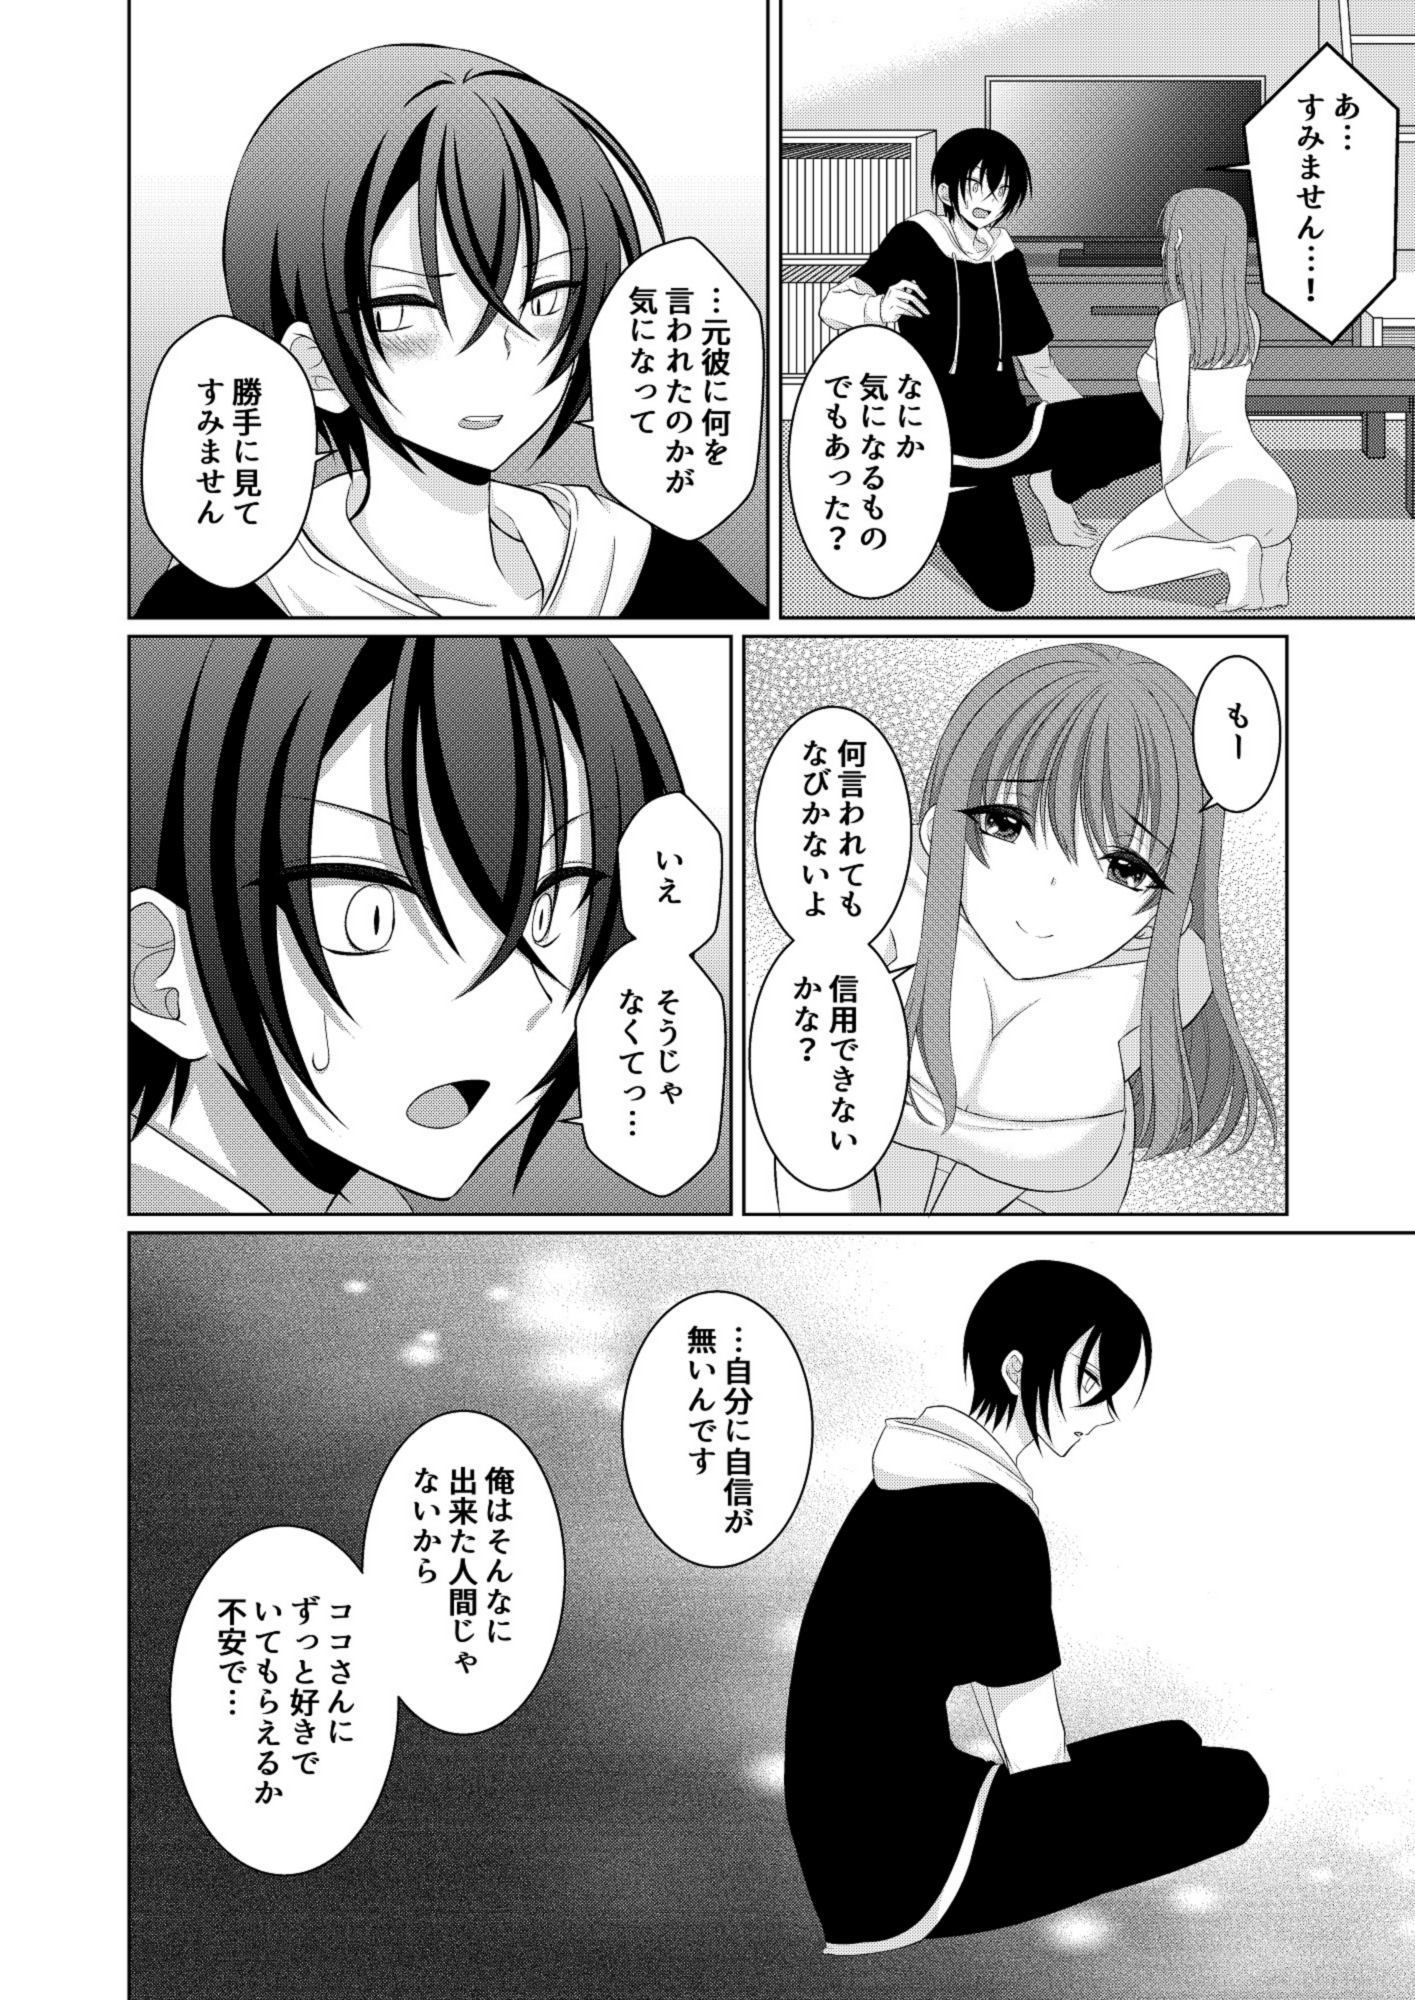 あ…
すみません…！
なにか
気になるもの
でもあった？
…元彼に何を
言われたのかが
気になって
勝手に見て
すみません
もー
何言われても
なびかないよ
信用できない
かな？
いえ
そうじゃ
なくてっ…
…自分に自信が
無いんです
俺はそんなに
出来た人間じゃ
ないから
ココさんに
ずっと好きで
いてもらえるか
不安で…